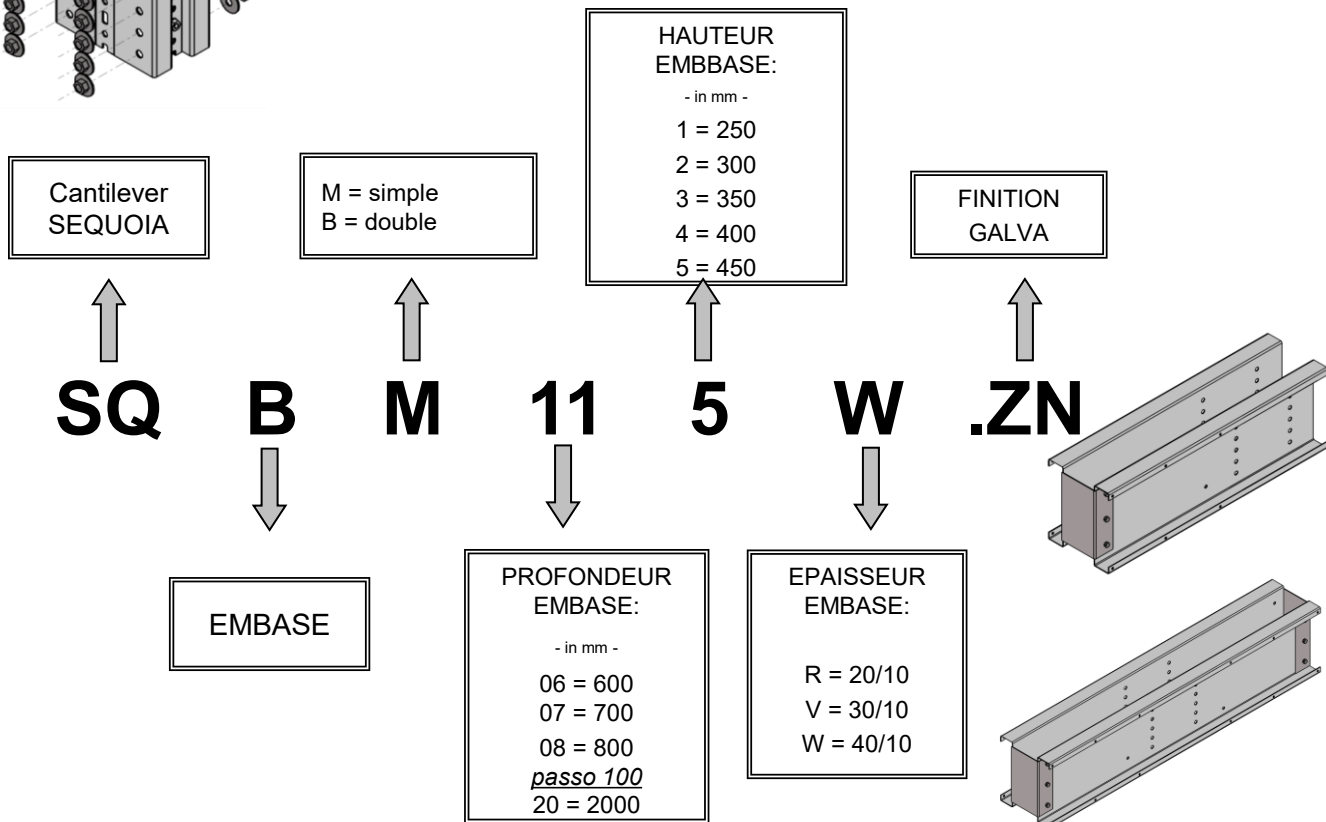 HAUTEUR
EMBBASE:
- in mm -
1 = 250
2 = 300
3 = 350
4 = 400
5 = 450
Cantilever
SEQUOIA
M = simple
B = double
FINITION
GALVA
SQ B M 11 5 W .ZN
EMBASE
PROFONDEUR
EMBASE:
- in mm -
06 = 600
07 = 700
08 = 800
passo 100
20 = 2000
EPAISSEUR
EMBASE:
R = 20/10
V = 30/10
W = 40/10